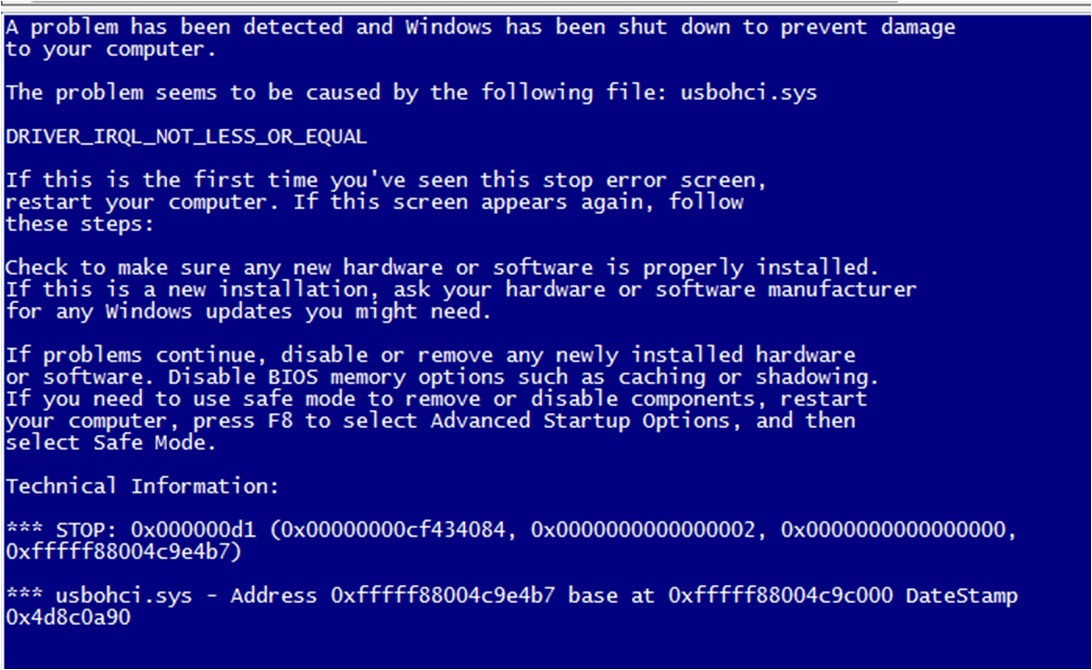 A problem has been detected and Windows has been shut down to prevent damage
to your computer.
The problem seems to be caused by the following file: usbohci.sys
DRIVER_IRQL_NOT_LESS_OR_EQUAL
If this is the first time you've seen this stop error screen,
restart your computer. If this screen appears again, follow
these steps:
Check to make sure any new hardware or software is properly installed.
If this is a new installation, ask your hardware or software manufacturer
for any Windows updates you might need.
If problems continue, disable or remove any newly installed hardware
or software. Disable BIOS memory options such as caching or shadowing.
If you need to use safe mode to remove or disable components, restart
your computer, press F8 to select Advanced Startup Options, and then
select Safe Mode.
Technical Information:
*** STOP: 0x000000d1 (0x00000000cf434084, 0x0000000000000002, 0x0000000000000000,
0xfffff88004c9e4b7)
*** usbohci.sys - Address 0xfffff88004c9e4b7 base at 0xfffff88004c9c000 DateStamp
0x4d8c0a90